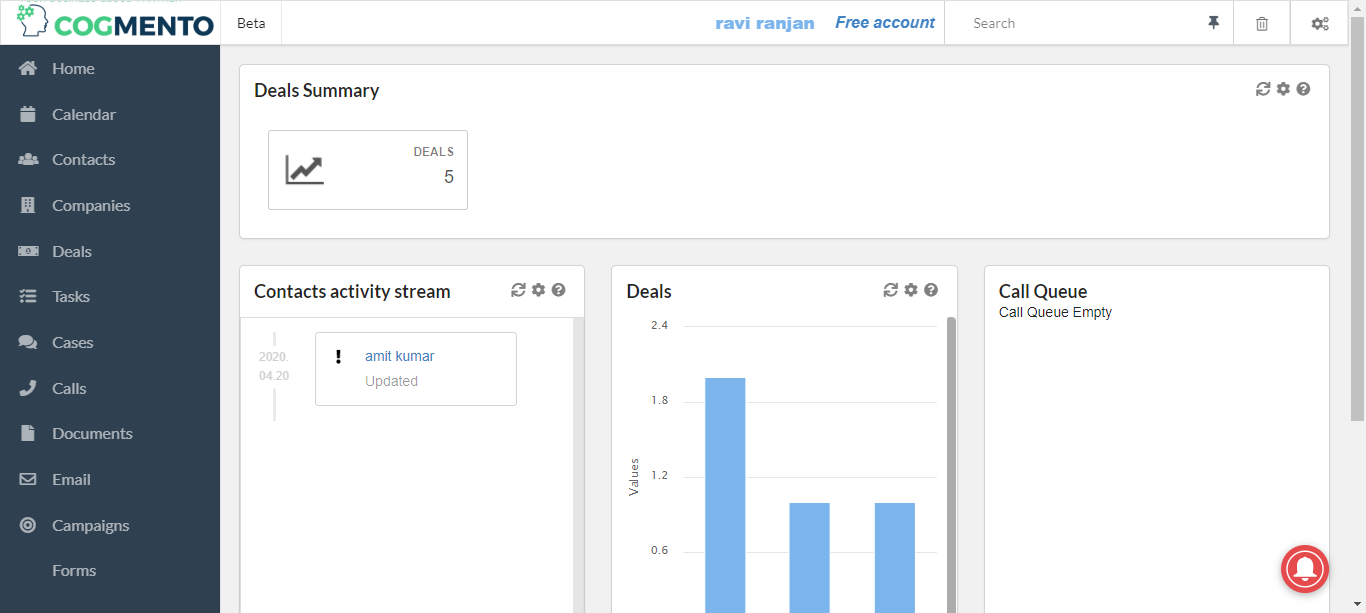 COGMENTO
Beta
ravi ranjan
Free account
Search
Home
Calendar
Contacts
Companies
Deals
Tasks
Cases
Calls
Documents
Email
Campaigns
Forms
Deals Summary
DEALS
5
Contacts activity stream
2020.
04.20
amit kumar
Updated
Deals
2.4
1.8
1.2
0.6
Values
Call Queue
Call Queue Empty